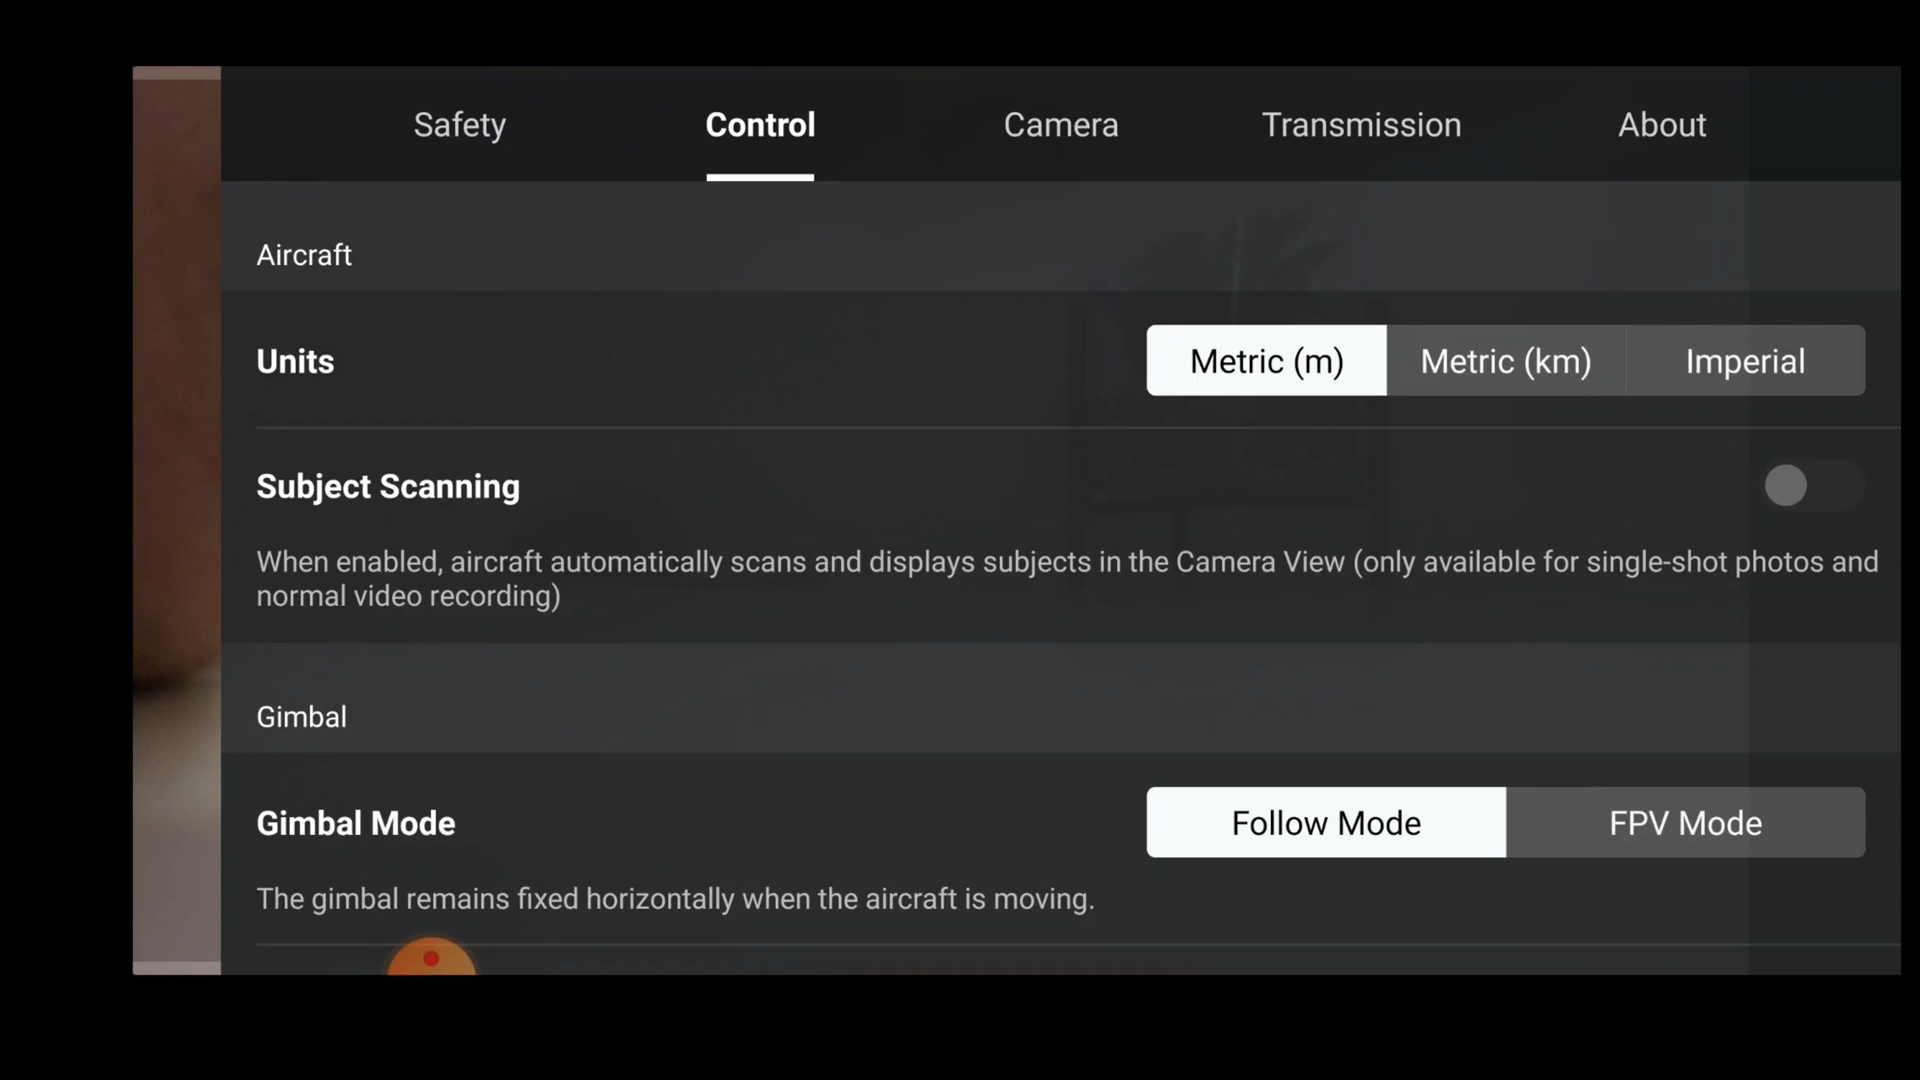 Safety Control Camera Transmission About
Aircraft
Units Metric (m) Metric (km) Imperial
Subject Scanning
When enabled, aircraft automatically scans and displays subjects in the Camera View (only available for single-shot photos and
normal video recording)
Gimbal
Gimbal Mode Follow Mode FPV Mode
The gimbal remains fixed horizontally when the aircraft is moving.